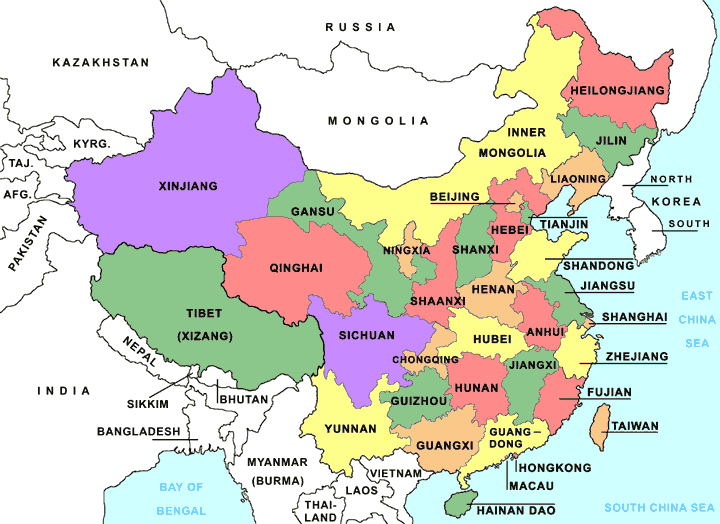 RUSSIA
KAZAKHSTAN
HEILONGJIANG
MONGOLIA
INNER
MONGOLIA
JILIN
KYRG.
TAJ.
LIAONING
NORTH
XINJIANG
AFG.
BEIJING
KOREA
GANSU
TIANJIN
SOUTH
HEBEI
PAKISTAN
NINGXIA
SHANXI
QINGHAI
SHANDONG
HENAN
JIANGSU
SHAANXI
EAST
CHINA
SEA
TIBET
(XIZANG)
SHANGHAI
SICHUAN
ANHUI
HUBEI
NEPAL
CHONGQING
ZHEJIANG
JIANGXI
INDIA
HUNAN
FUJIAN
SIKKIM
BHUTAN
GUIZHOU
BANGLADESH
YUNNAN
GUANG –
DONG
TAIWAN
GUANGXI
MYANMAR
(BURMA)
VIETNAM
HONGKONG
BAY OF
BENGAL
LAOS
MACAU
THAI-
LAND
HAINAN DAO
SOUTH CHINA SEA